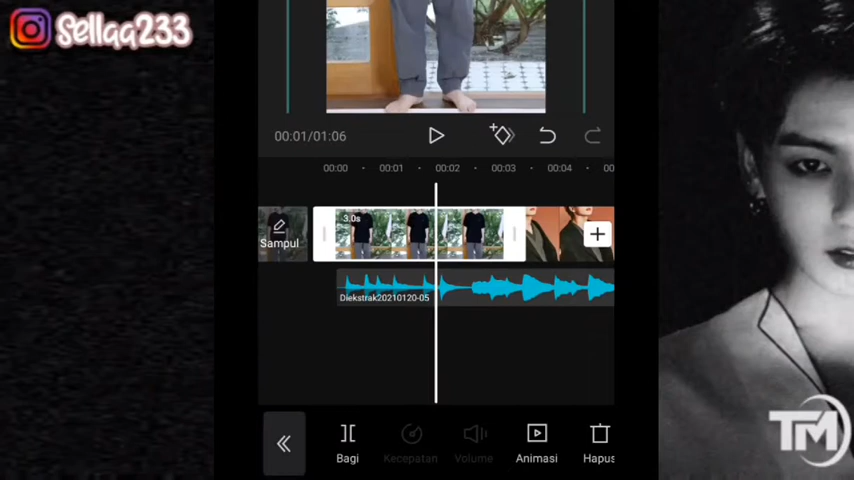 Sellaa233
00:01/01:06
00:00 00:01 00:02 00:03 00:04 00
Sampul
3.0s
Diekstrak20210120-05
Bagi Kecepatan Volume Animasi Hapus
TM